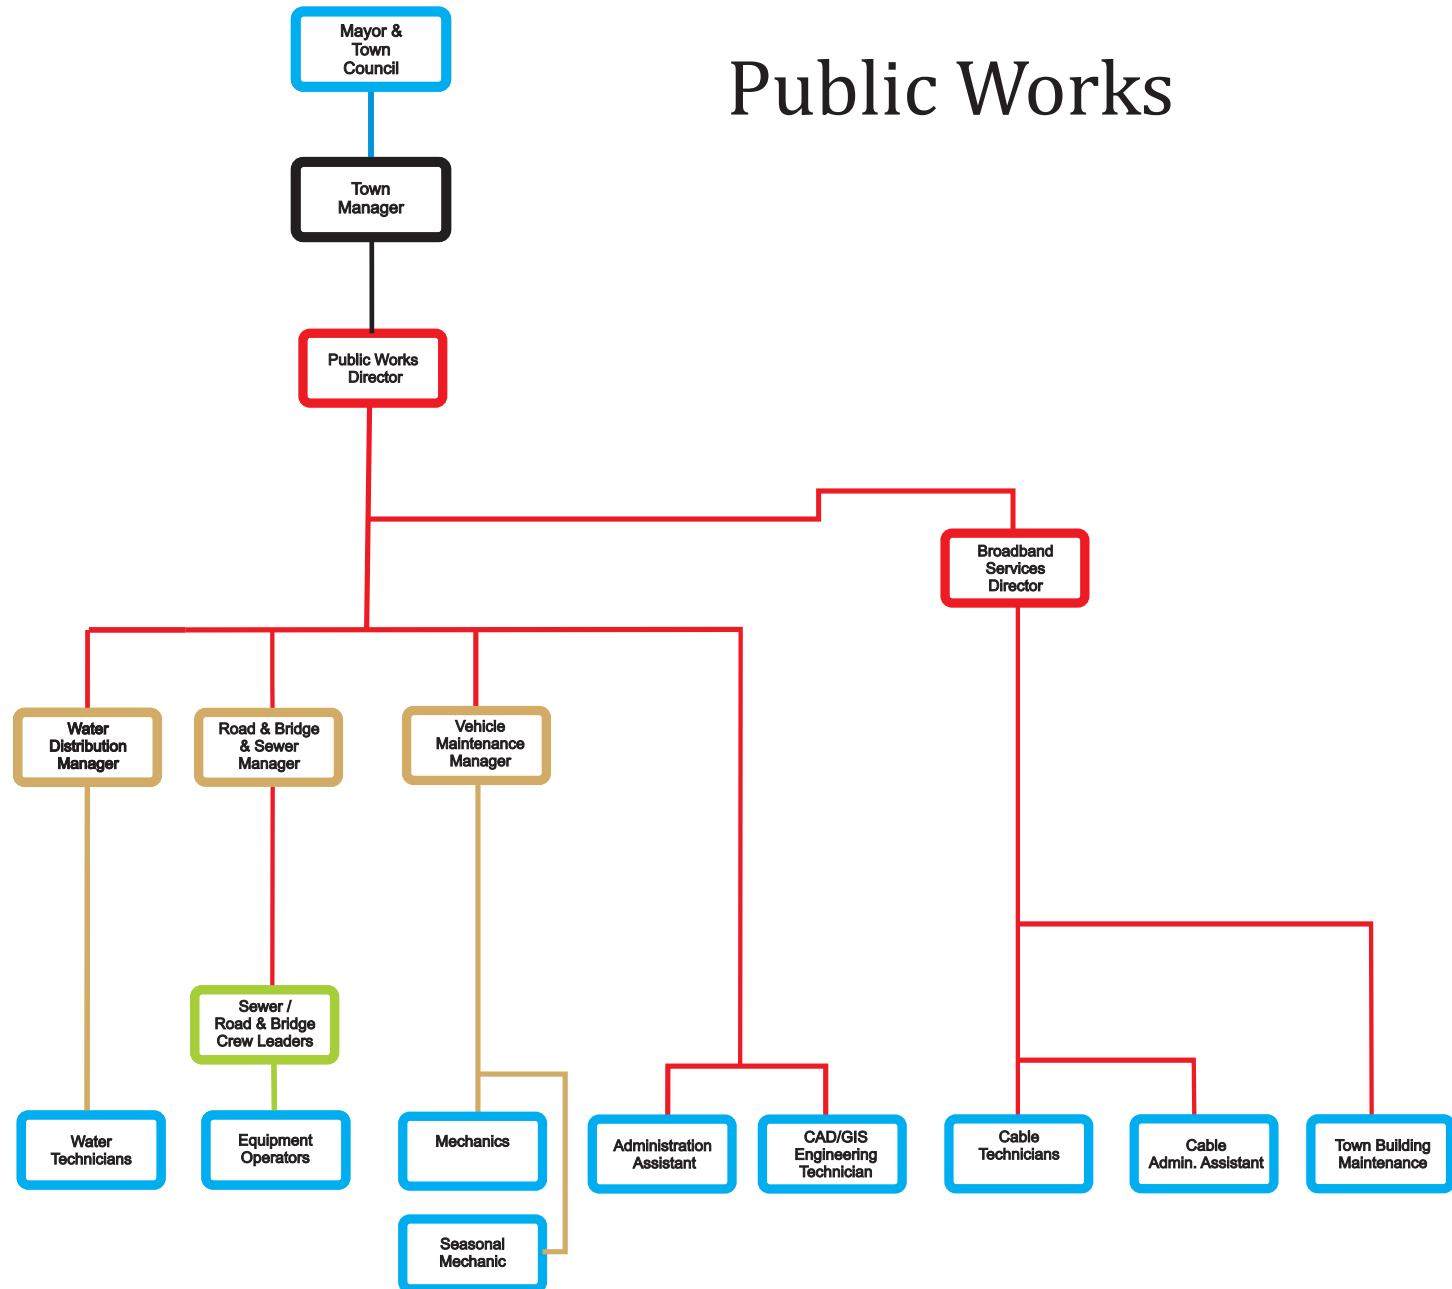 Mayor &
Town
Council
Public Works
Town
Manager
Public Works
Director
Broadband
Services
Director
Water
Distribution
Manager
Road & Bridge
& Sewer
Manager
Vehicle
Maintenance
Manager
Sewer /
Road & Bridge
Crew Leaders
Water
Technicians
Equipment
Operators
Mechanics
Administration
Assistant
CAD/GIS
Engineering
Technician
Cable
Technicians
Cable
Admin. Assistant
Town Building
Maintenance
Seasonal
Mechanic